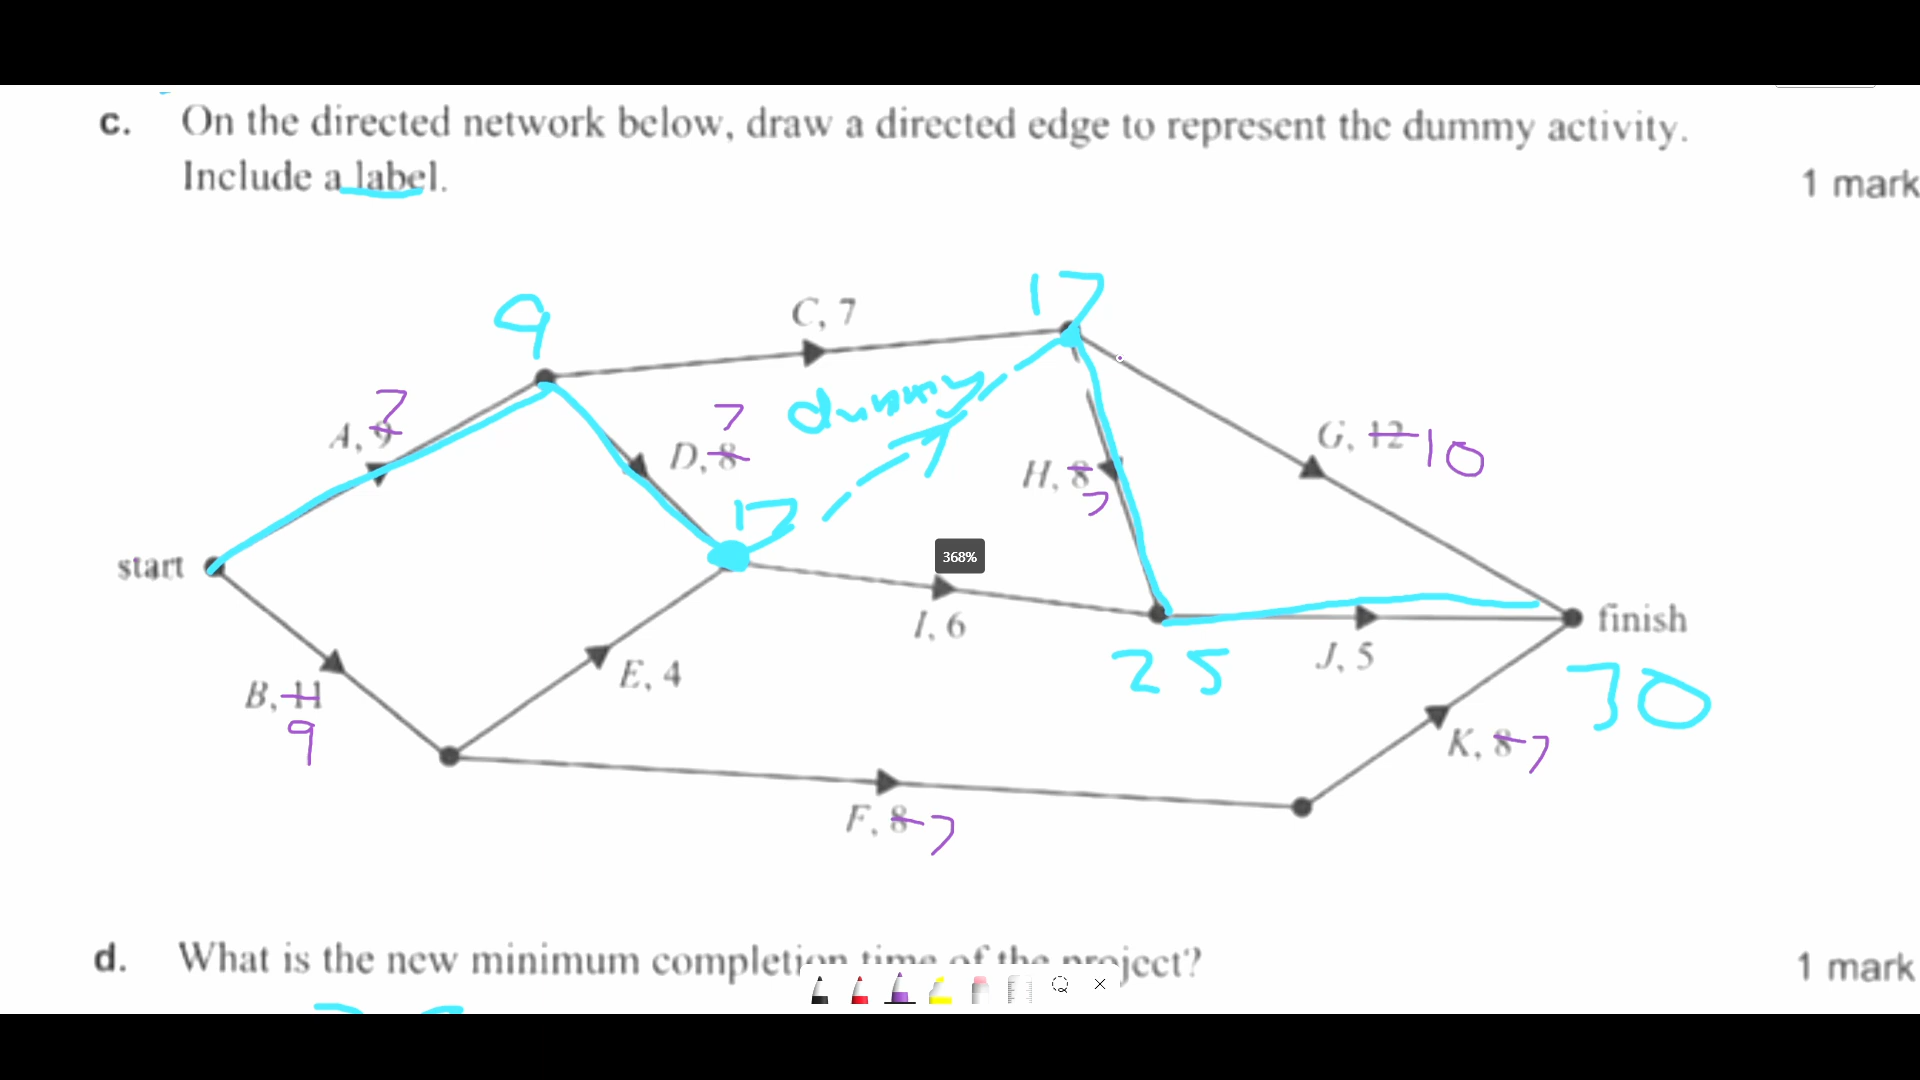 c. On the directed network below, draw a directed edge to represent the dummy activity.
Include a label.
1 mark
17
9
C, 7
7
A, 9
7
D, 8
dummy
G, 12 10
H, 8
7
17
start
368%
I, 6
finish
J, 5
E, 4
25
30
B, 11
9
K, 8 7
F, 8 7
d. What is the new minimum completion time of the project?
1 mark